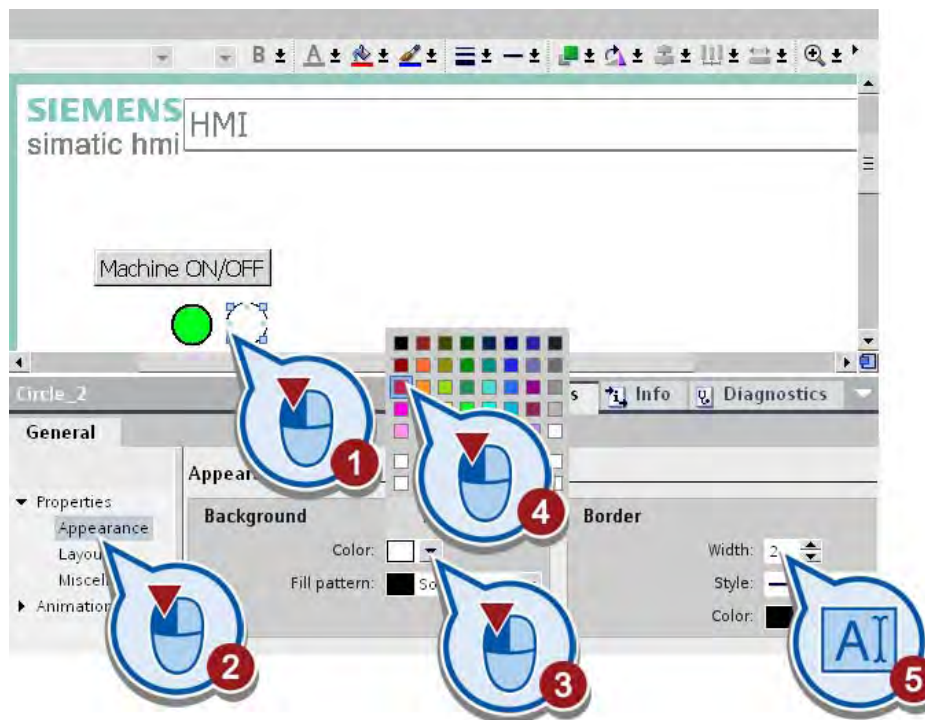 B A
SIEMENS
simatic hmi
HMI
Machine ON/OFF
Circle_2
s Info Diagnostics
General
1
4
Appear
Properties
Appearance
Layou
Miscell
Animation
Background
Color:
Fill pattern: So
Border
Width: 2
Style:
Color:
2
3
A
5